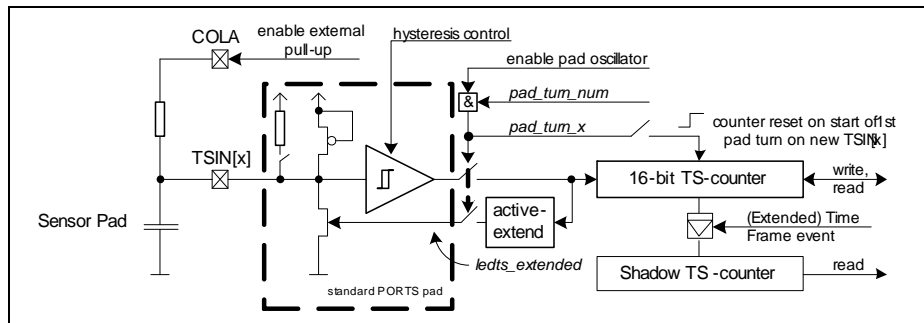 COLA
enable external
pull-up
hysteresis control
enable pad oscillator
&
pad_turn_num
pad_turn_x
counter reset on start of 1st
pad turn on new TSIN[x]
TSIN[x]
16-bit TS-counter
write,
read
Sensor Pad
active-
extend
(Extended) Time
Frame event
ledts_extended
standard PORTS pad
Shadow TS -counter
read